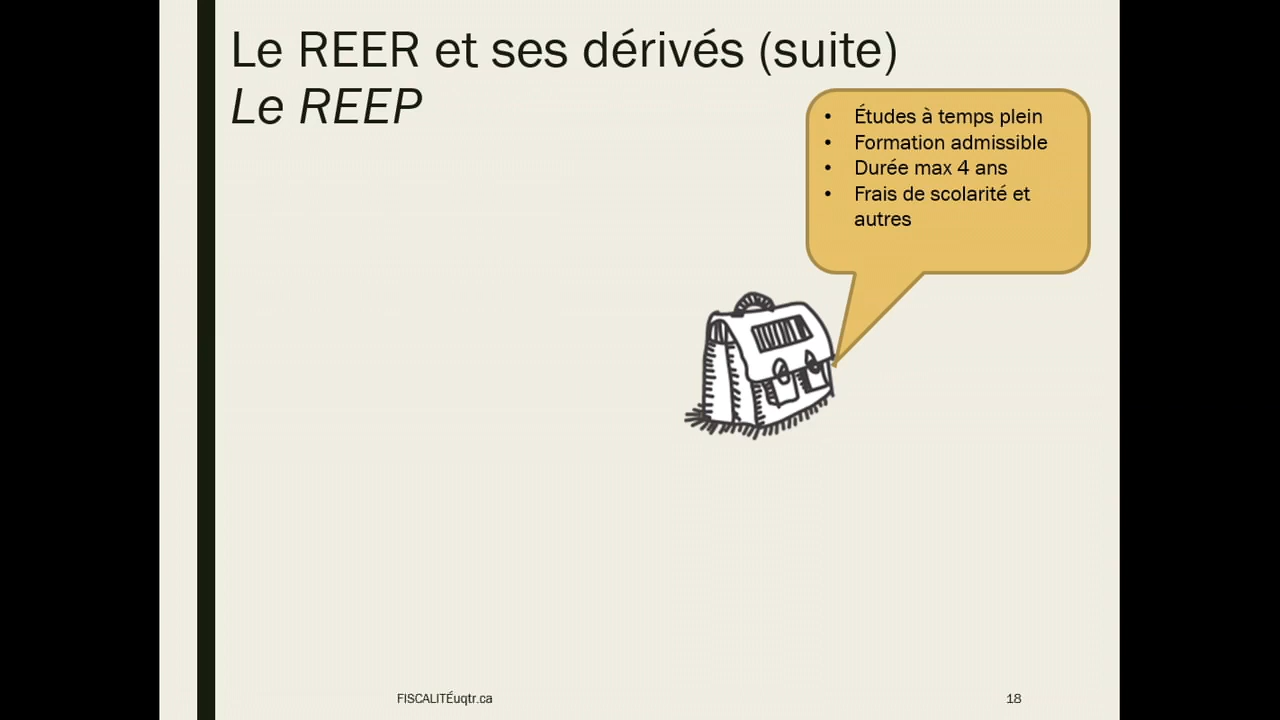 Le REER et ses dérivés (suite)
Le REEP
• Études à temps plein
• Formation admissible
• Durée max 4 ans
• Frais de scolarité et
autres
FISCALITÉuqtr.ca
18